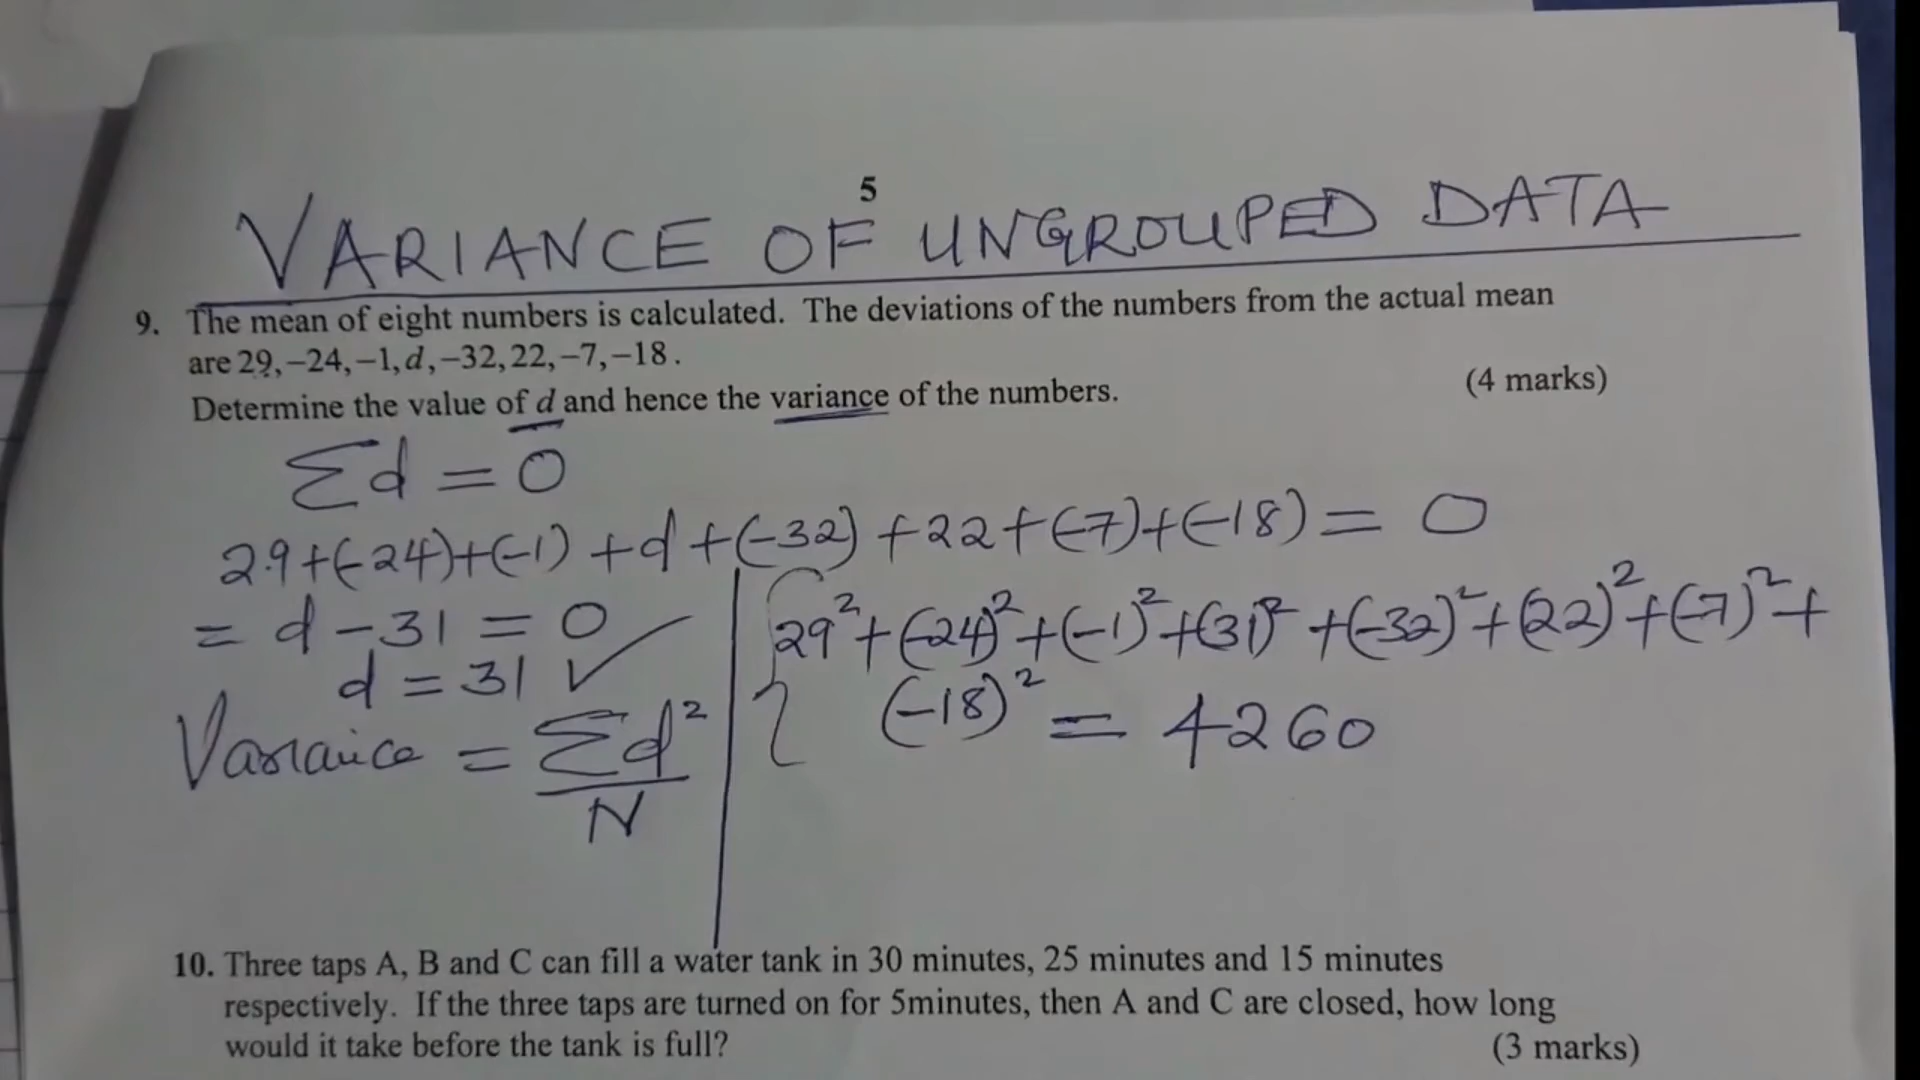 5
VARIANCE OF UNGROUPED DATA
9. The mean of eight numbers is calculated. The deviations of the numbers from the actual mean
are 29, −24, −1, d, −32, 22, −7, −18.
Determine the value of d and hence the variance of the numbers. (4 marks)
Σd = 0
29+(-24)+(-1)+d+(-32)+22+(-7)+(-18) = 0
= d - 31 = 0
d = 31 ✓
Variance = Σd²/N
29²+(-24)²+(-1)²+(31)²+(-32)²+(22)²+(-7)²+
(-18)² = 4260
10. Three taps A, B and C can fill a water tank in 30 minutes, 25 minutes and 15 minutes
respectively. If the three taps are turned on for 5minutes, then A and C are closed, how long
would it take before the tank is full? (3 marks)